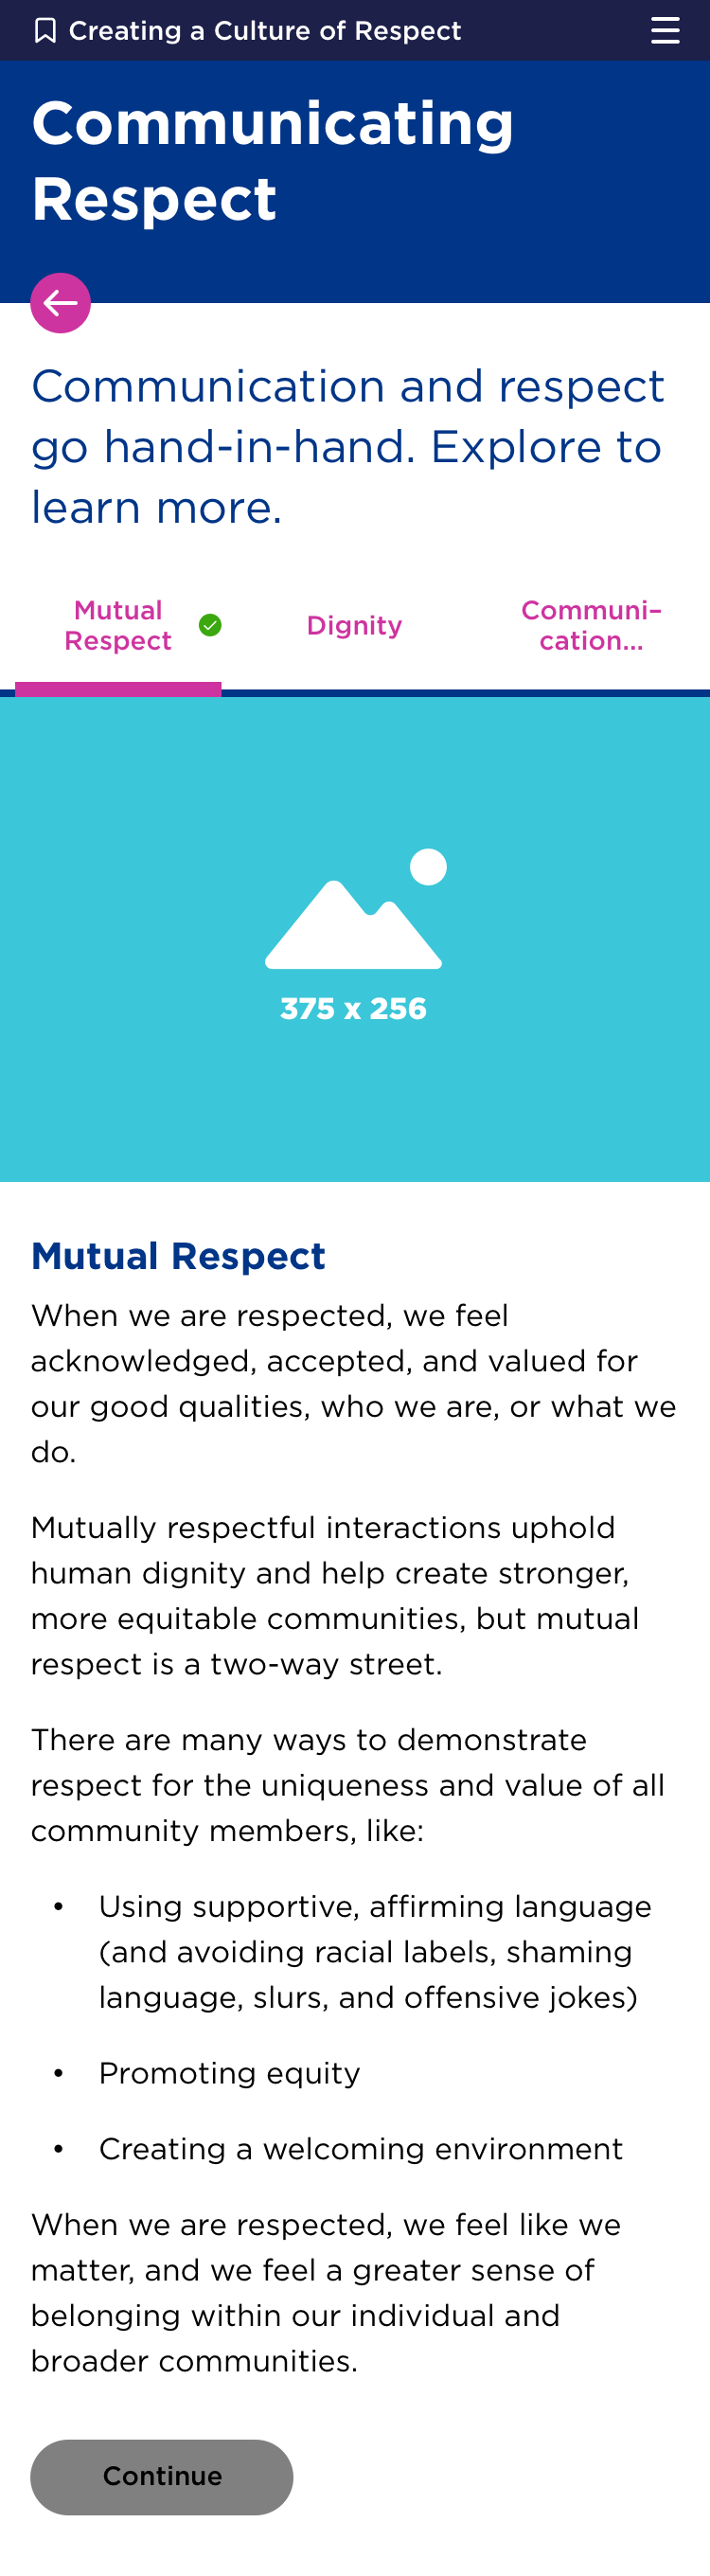 Creating a Culture of Respect
Communicating
Respect
Communication and respect
go hand-in-hand. Explore to
learn more.
Mutual
Respect
Dignity
Communi–
cation...
375 x 256
Mutual Respect
When we are respected, we feel
acknowledged, accepted, and valued for
our good qualities, who we are, or what we
do.
Mutually respectful interactions uphold
human dignity and help create stronger,
more equitable communities, but mutual
respect is a two-way street.
There are many ways to demonstrate
respect for the uniqueness and value of all
community members, like:
• Using supportive, affirming language
(and avoiding racial labels, shaming
language, slurs, and offensive jokes)
• Promoting equity
• Creating a welcoming environment
When we are respected, we feel like we
matter, and we feel a greater sense of
belonging within our individual and
broader communities.
Continue